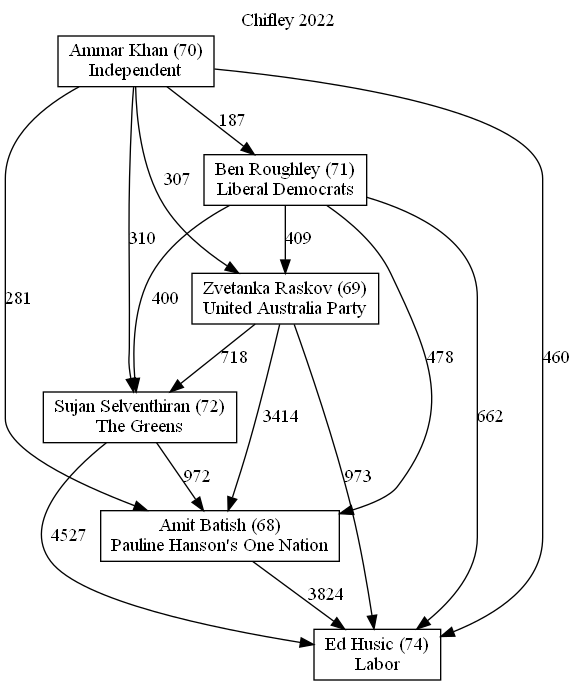 Chifley 2022
Ammar Khan (70)
Independent
187
Ben Roughley (71)
Liberal Democrats
307
310
409
Zvetanka Raskov (69)
United Australia Party
281
400
718
478
460
Sujan Selventhiran (72)
The Greens
3414
662
972
973
4527
Amit Batish (68)
Pauline Hanson's One Nation
3824
Ed Husic (74)
Labor